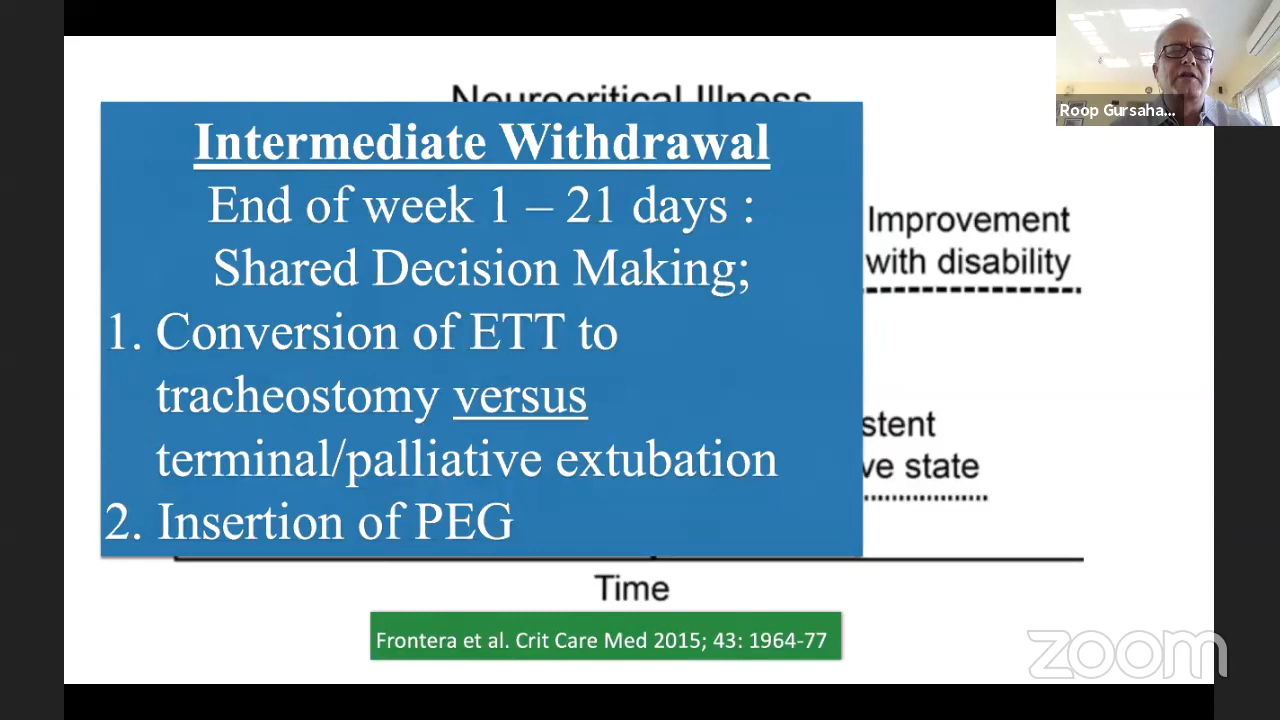 Neurocritical Illness
Roop Gursaha...
Intermediate Withdrawal
End of week 1 – 21 days :
Shared Decision Making;
1. Conversion of ETT to
tracheostomy versus
terminal/palliative extubation
2. Insertion of PEG
Improvement
with disability
stent
ve state
Time
Frontera et al. Crit Care Med 2015; 43: 1964-77
zoom